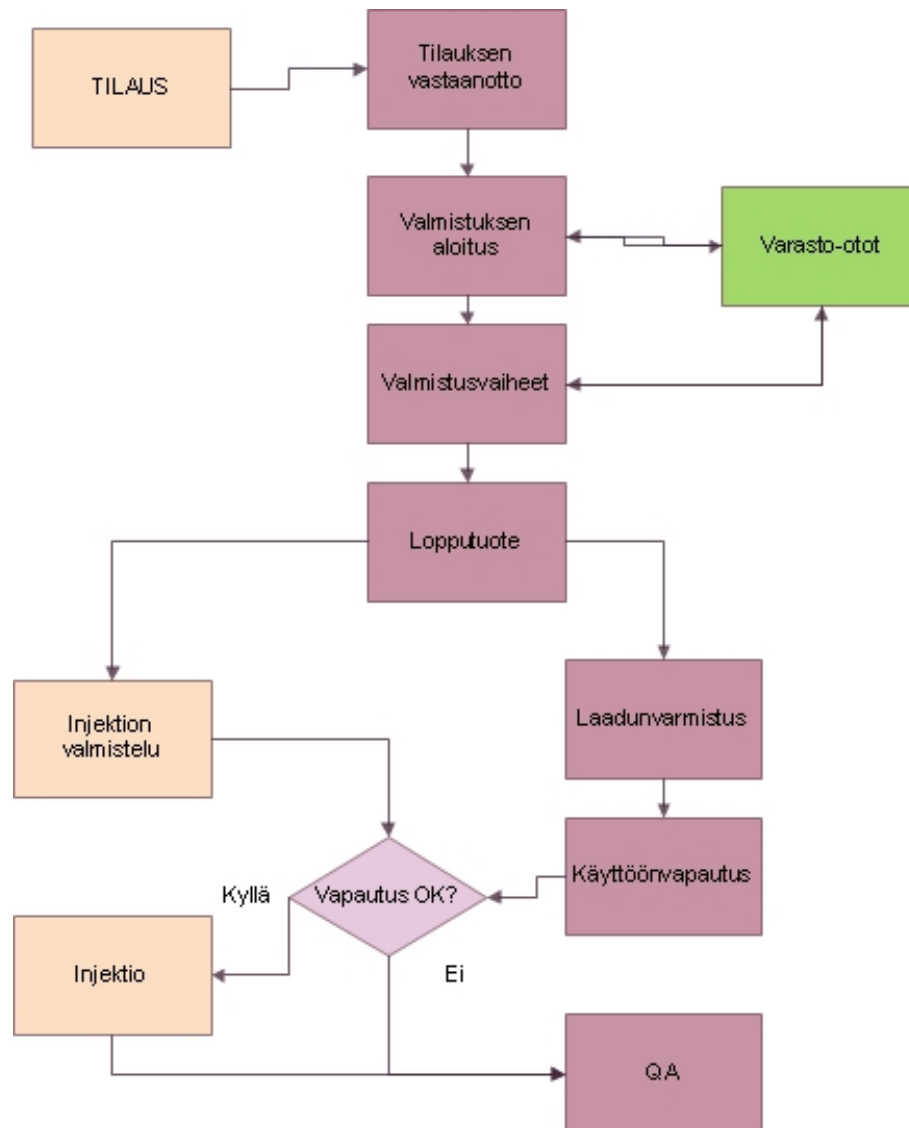 TILAUS
Tilauksen
vastaanotto
Valmistuksen
aloitus
Varasto-otot
Valmistusvaiheet
Lopputuote
Injektion
valmistelu
Laadunvarmistus
Käyttöönvapautus
Vapautus OK?
Kyllä
Injektio
Ei
QA